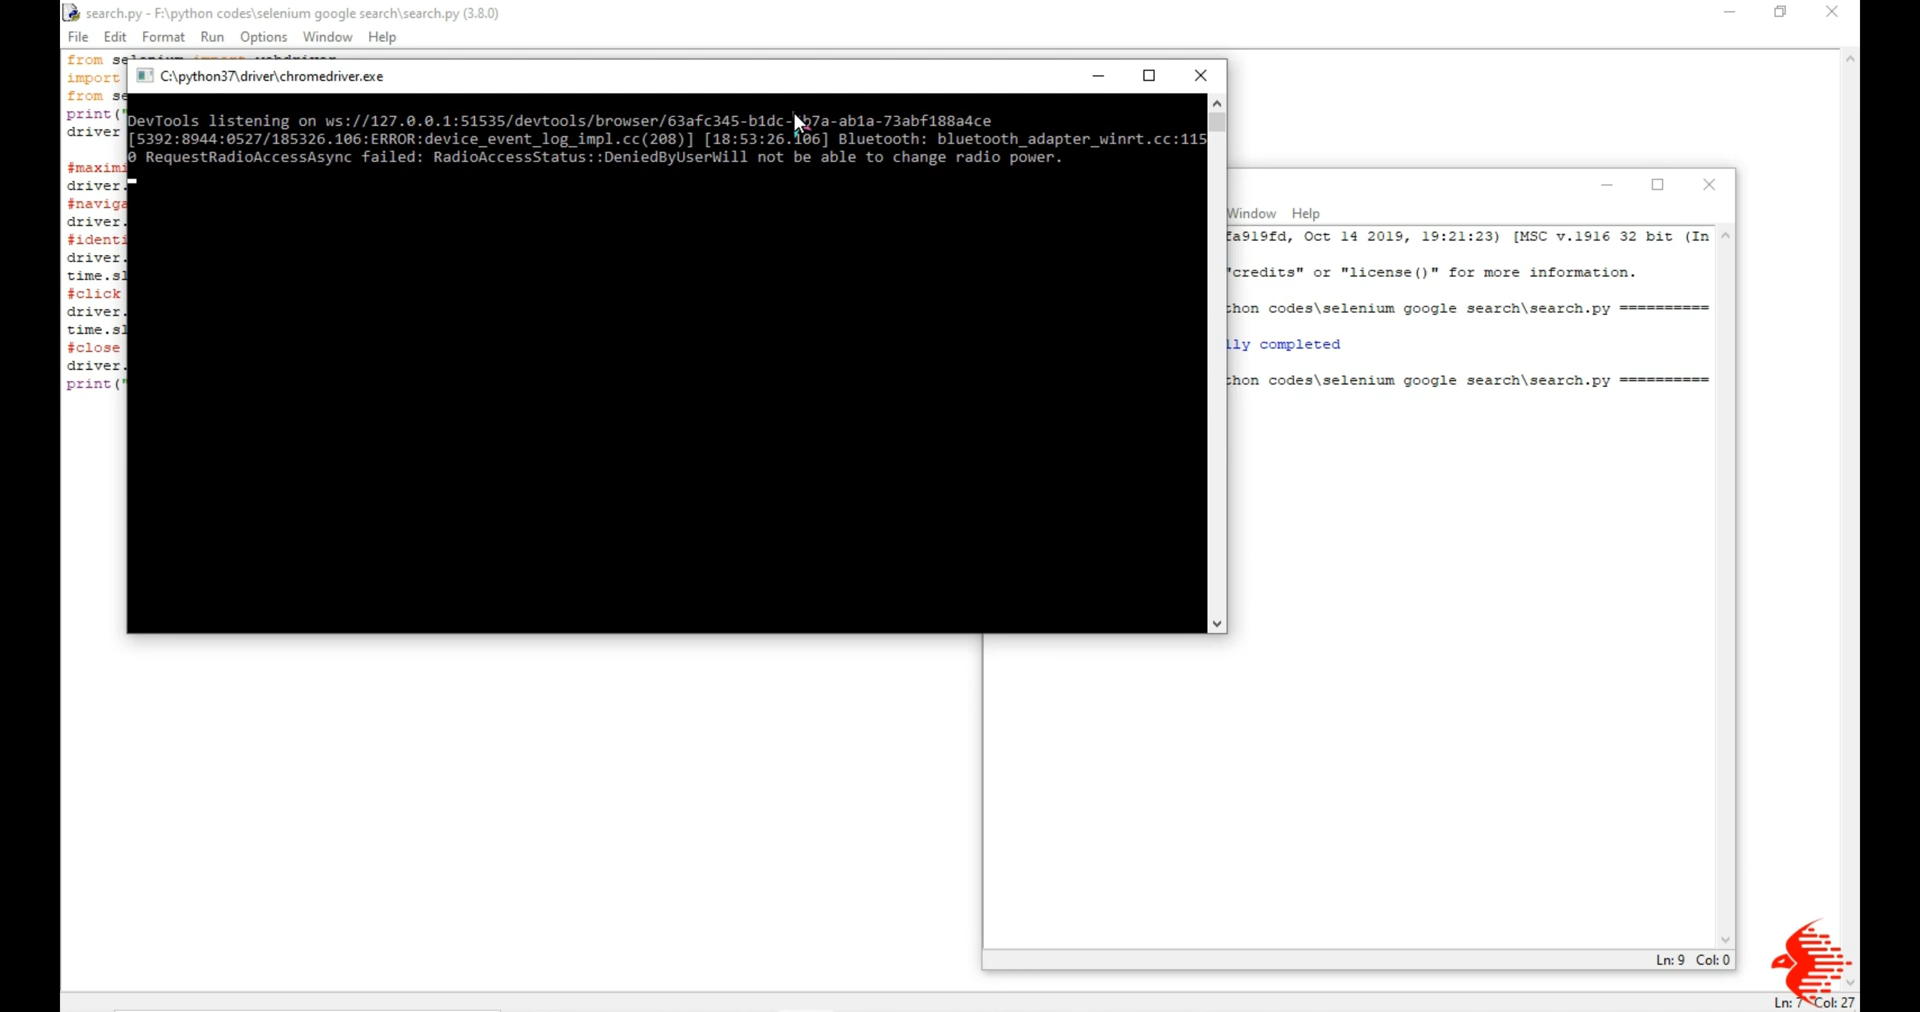 search.py - F:\python codes\selenium google search\search.py (3.8.0)
File Edit Format Run Options Window Help
from selenium import webdriver
import
from se
print("
driver
#maximi
driver.
#naviga
driver.
#identi
driver.
time.sl
#click
driver.
time.sl
#close
driver.
print("
C:\python37\driver\chromedriver.exe
DevTools listening on ws://127.0.0.1:51535/devtools/browser/63afc345-b1dc- b7a-ab1a-73abf188a4ce
[5392:8944:0527/185326.106:ERROR:device_event_log_impl.cc(208)] [18:53:26.106] Bluetooth: bluetooth_adapter_winrt.cc:115
0 RequestRadioAccessAsync failed: RadioAccessStatus::DeniedByUserWill not be able to change radio power.
Window Help
fa919fd, Oct 14 2019, 19:21:23) [MSC v.1916 32 bit (In
"credits" or "license()" for more information.
thon codes\selenium google search\search.py ==========
lly completed
thon codes\selenium google search\search.py ==========
Ln: 9 Col: 0
Ln: 7 Col: 27